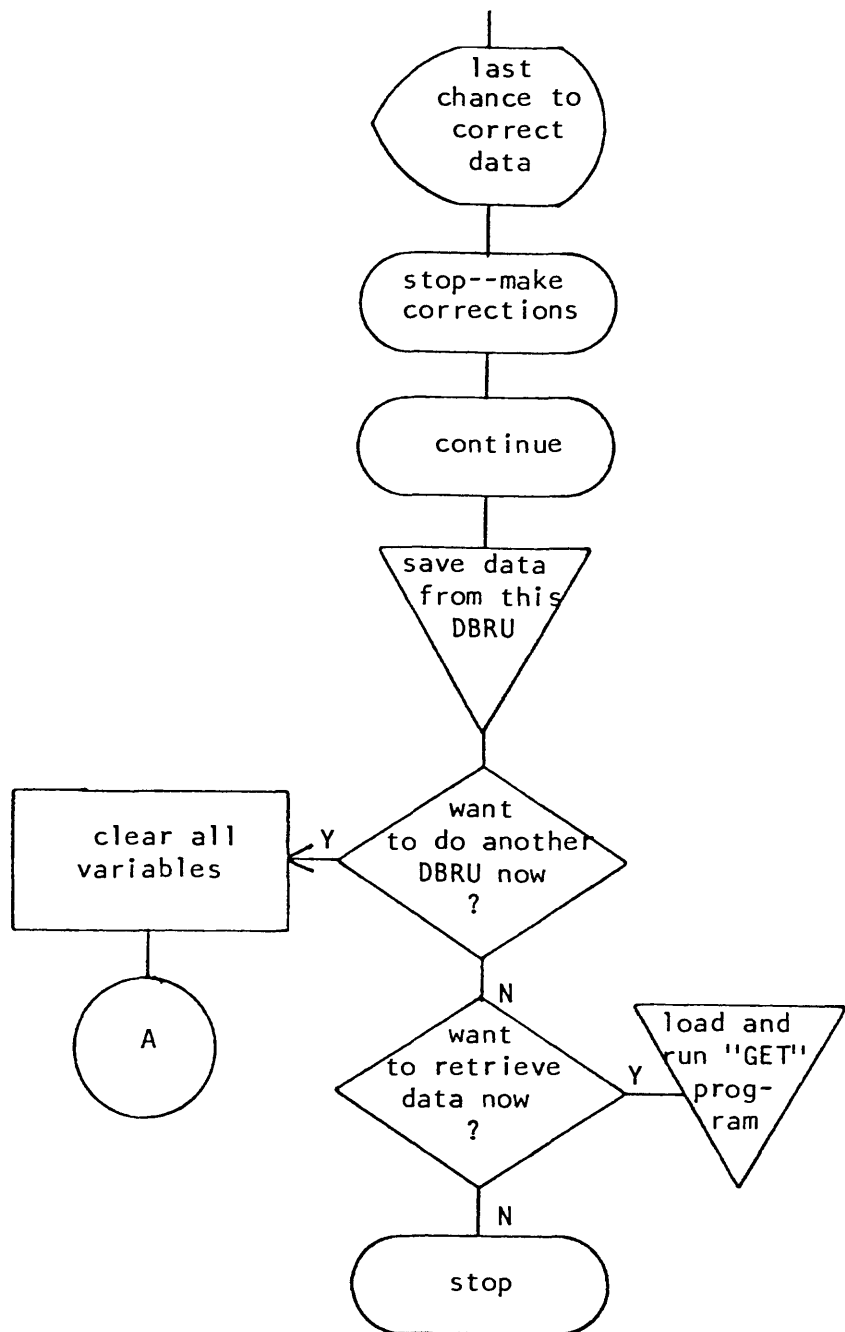 last
chance to
correct
data
stop--make
corrections
continue
save data
from this
DBRU
want
to do another
DBRU now
?
Y
clear all
variables
A
N
want
to retrieve
data now
?
Y
load and
run "GET"
prog-
ram
N
stop